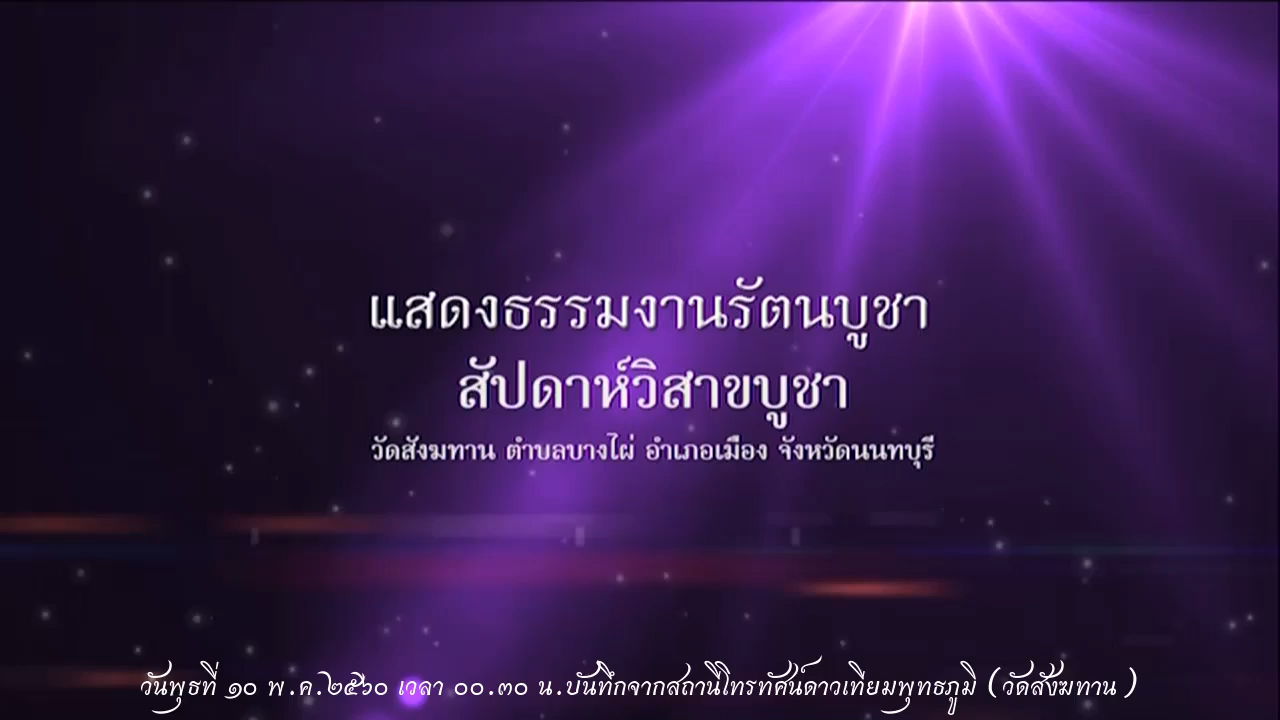 แสดงธรรมงานรัตนบูชา
สัปดาห์วิสาขบูชา
วัดสังฆทาน ตำบลบางไผ่ อำเภอเมือง จังหวัดนนทบุรี
วันพุธที่ ๑๐ พ.ค.๒๕๖๐ เวลา ๐๐.๓๐ น.บันทึกจากสถานีโทรทัศน์ดาวเทียมพุทธภูมิ (วัดสังฆทาน)